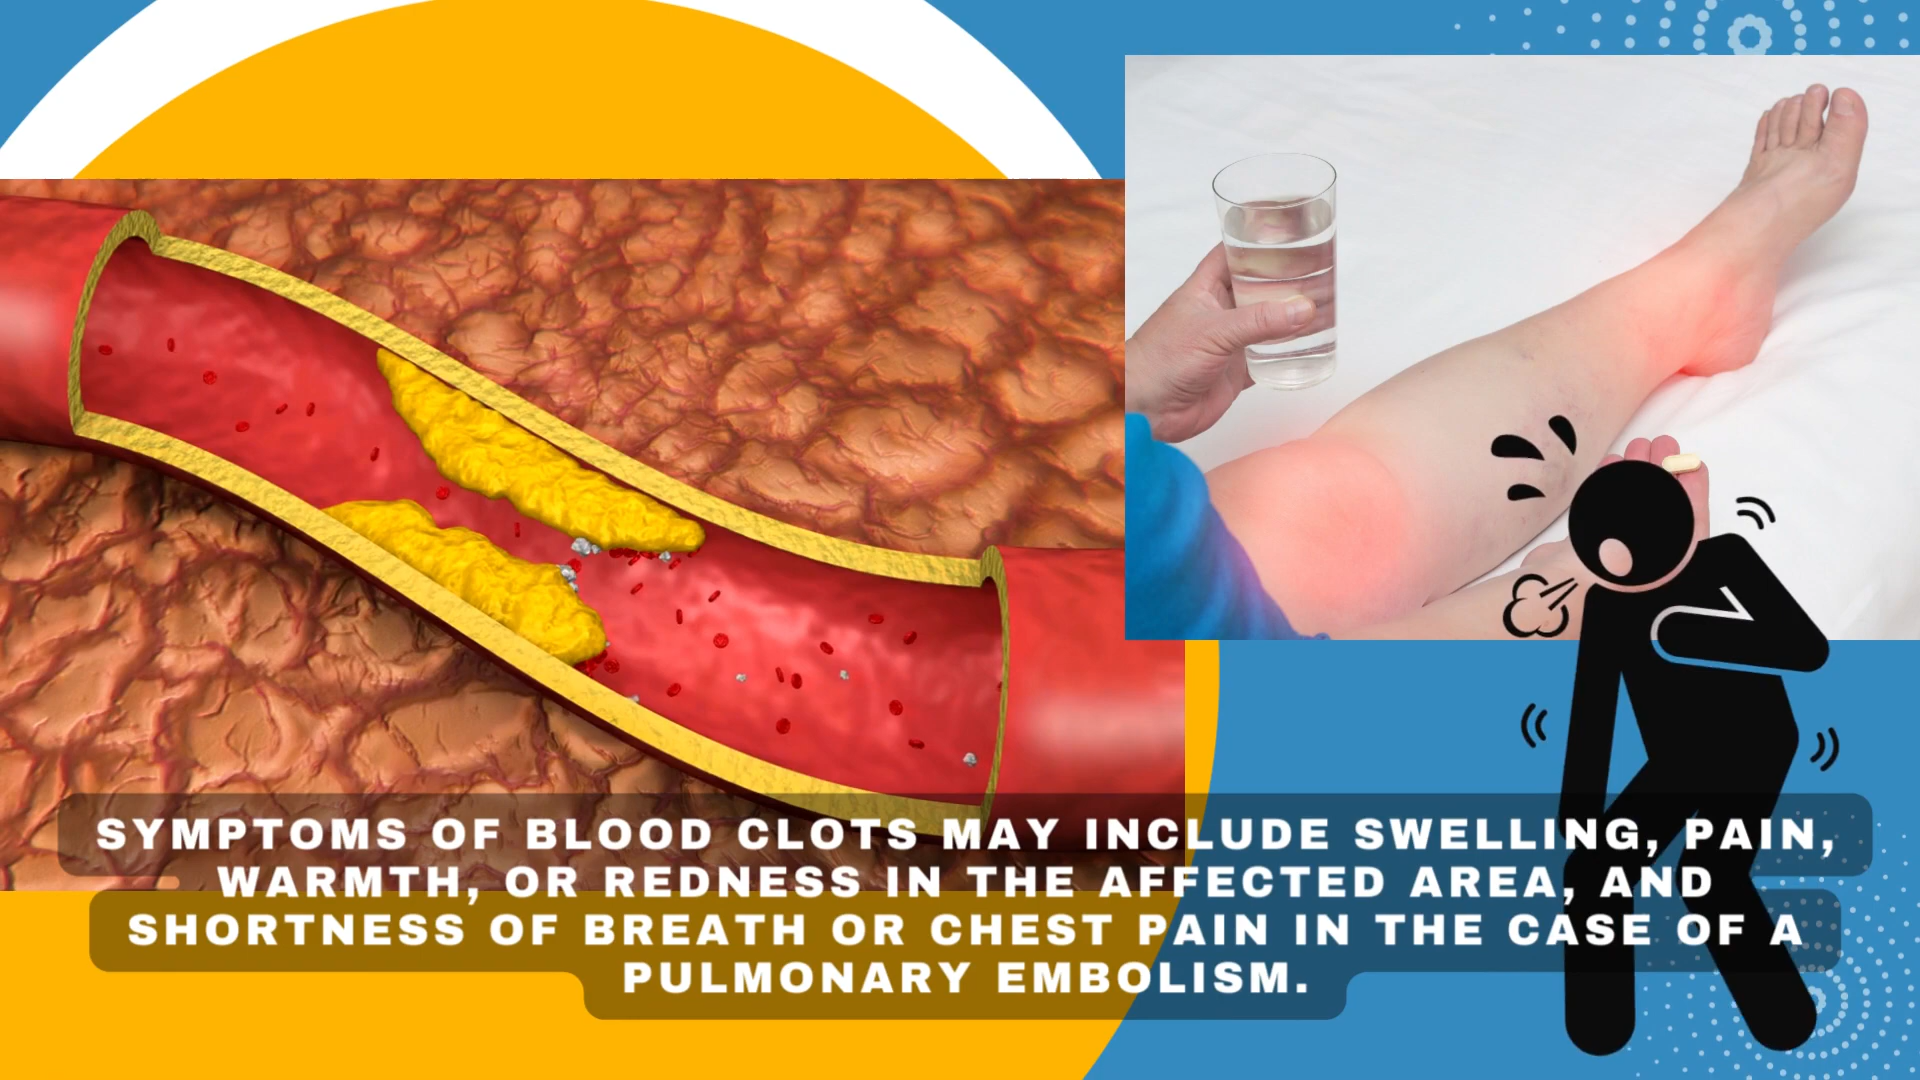 SYMPTOMS OF BLOOD CLOTS MAY INCLUDE SWELLING, PAIN,
WARMTH, OR REDNESS IN THE AFFECTED AREA, AND
SHORTNESS OF BREATH OR CHEST PAIN IN THE CASE OF A
PULMONARY EMBOLISM.